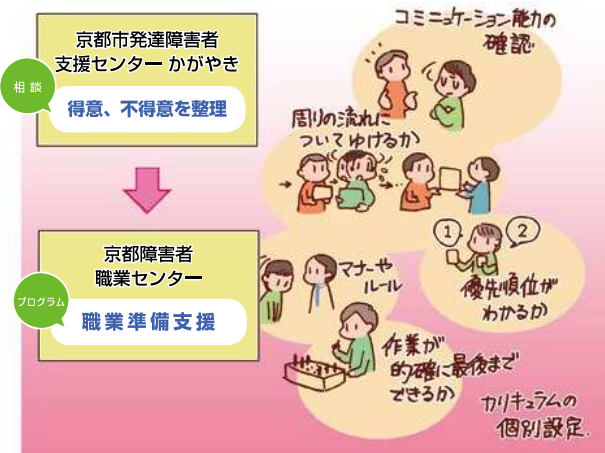 京都市発達障害者
支援センター かがやき
相談
得意、不得意を整理
京都障害者
職業センター
プログラム
職業準備支援
コミニュケーション能力の
確認
周りの流れに
ついてゆけるか
1
2
優先順位が
わかるか
マナーや
ルール
作業が
的確に最後まで
できるか
カリキュラムの
個別設定.